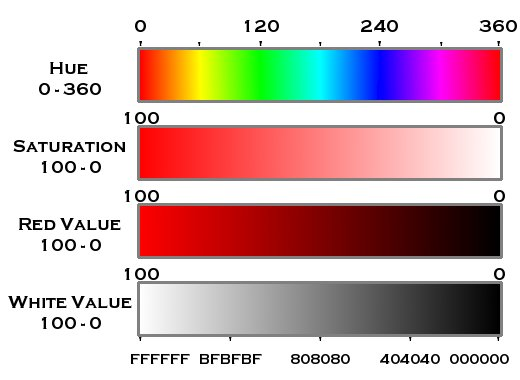 0 120 240 360
HUE
0-360
100 0
SATURATION
100-0
100 0
RED VALUE
100-0
100 0
WHITE VALUE
100-0
FFFFFF BFBFBF 808080 404040 000000